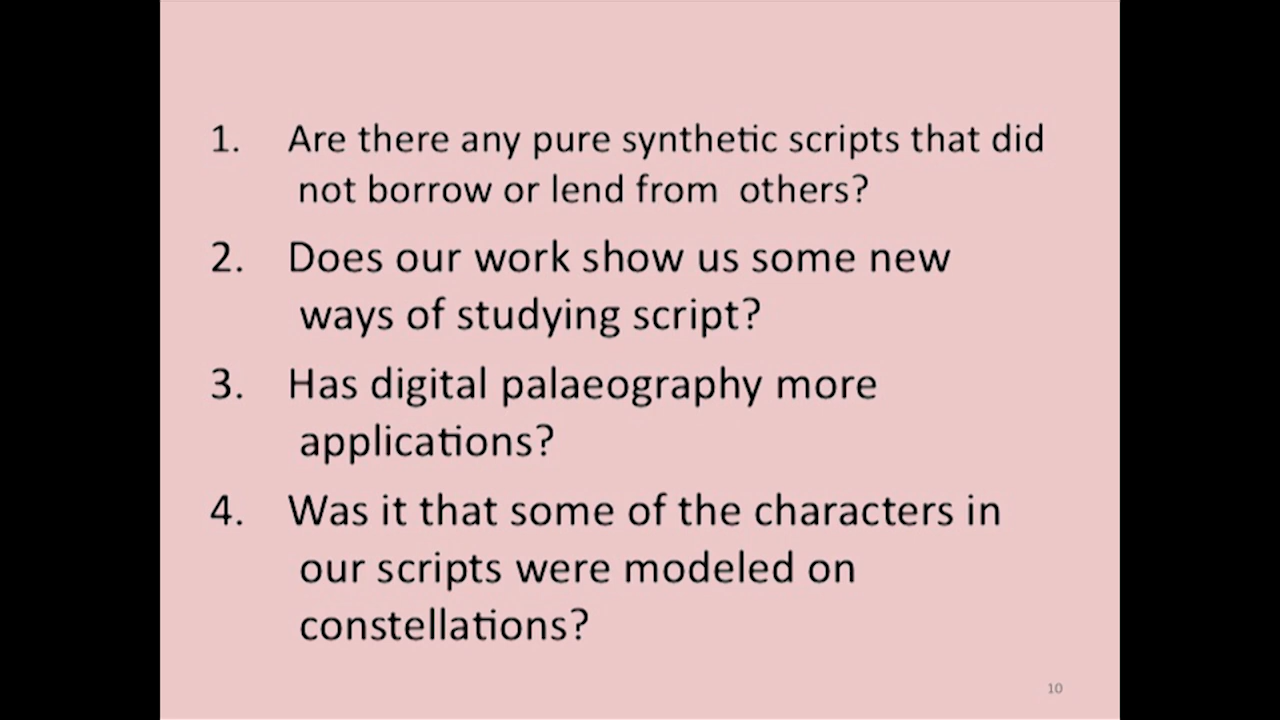 1. Are there any pure synthetic scripts that did
not borrow or lend from others?
2. Does our work show us some new
ways of studying script?
3. Has digital palaeography more
applications?
4. Was it that some of the characters in
our scripts were modeled on
constellations?
10